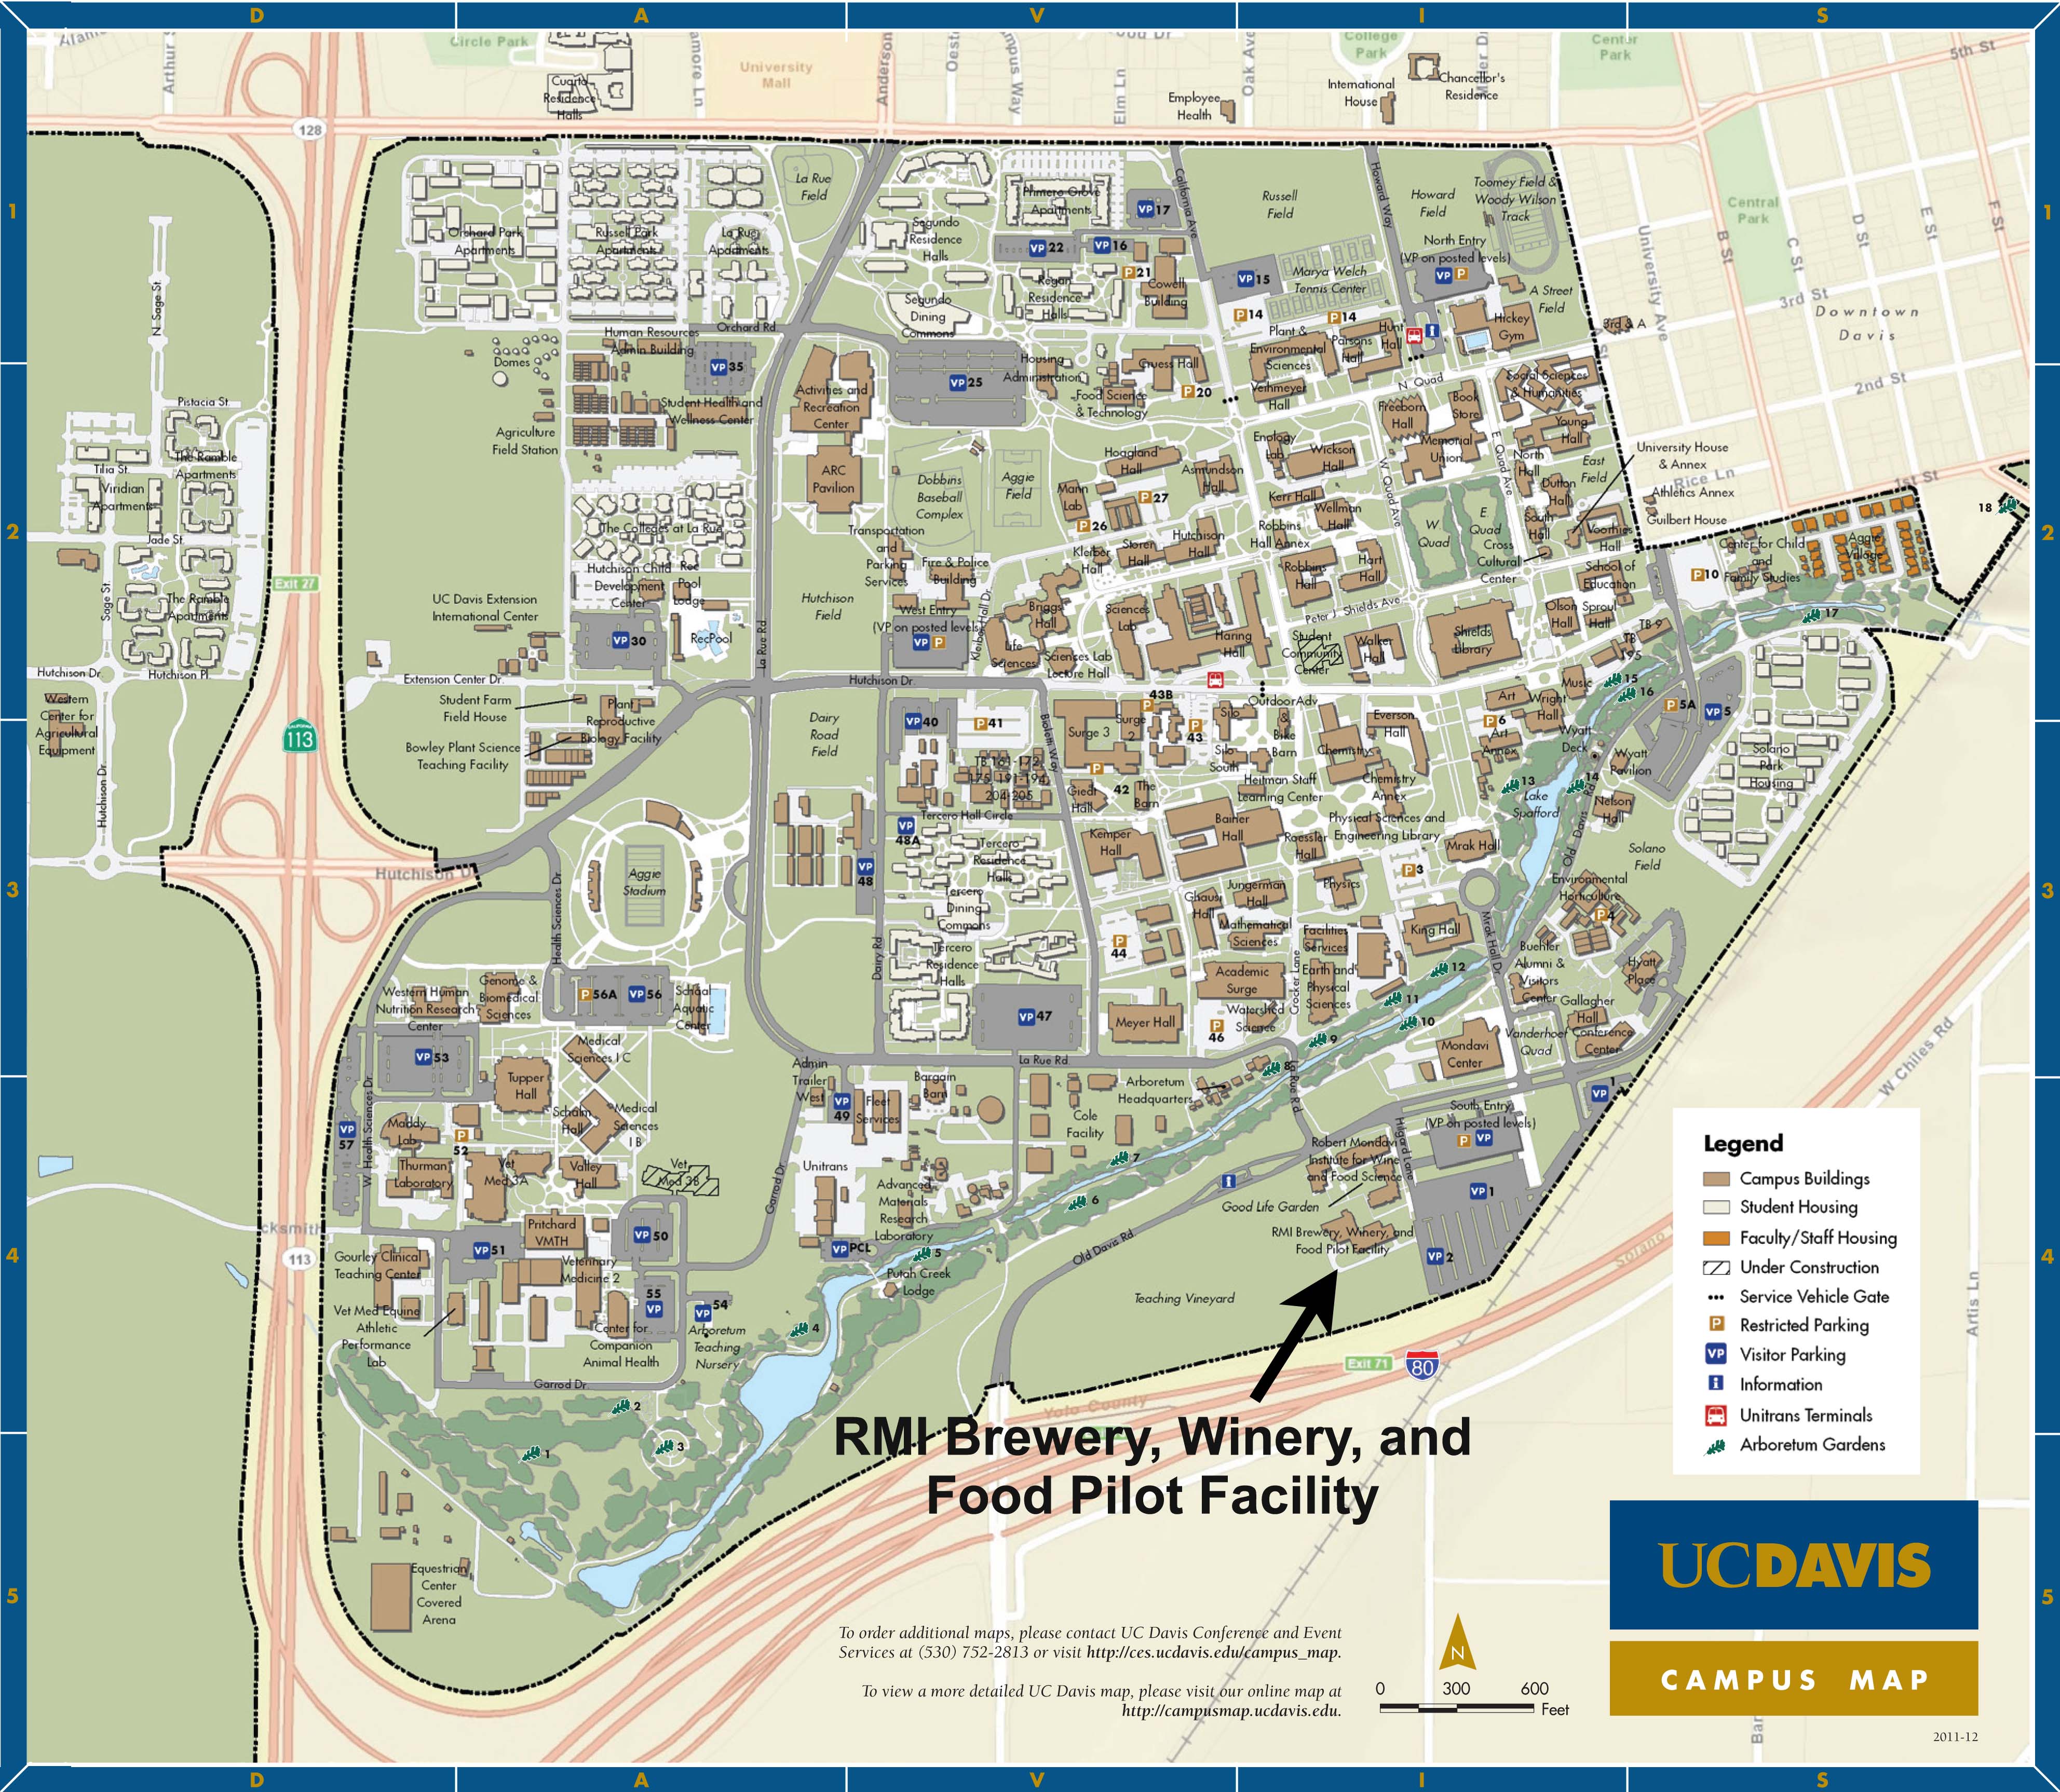 D A V I S
Alam
Arthur S
Circle Park
Cuarto
Residence
Halls
amore Ln
University
Mall
Anderson
Oest
mpus Way
Elm Ln
Employee
Health
Oak Ave
International
House
College
Park
Chancellor's
Residence
Center
Park
5th St
128
1
Orchard Park
Apartments
Russell Park
Apartments
La Rue
Apartments
La Rue
Field
Segundo
Residence
Halls
Primero Grove
Apartments
VP 17
California Ave
Russell
Field
Howard Way
Howard
Field
Toomey Field &
Woody Wilson
Track
Central
Park
University Ave
B St
C St
D St
E St
F St
1
VP 22
VP 16
P 21
Cowell
Building
Regan
Residence
Halls
Segundo
Dining
Commons
VP 15
Marya Welch
Tennis Center
North Entry
(VP on posted levels)
VP P
A Street
Field
3rd St
Downtown
Davis
2nd St
N. Sage St
Human Resources
Admin Building
Orchard Rd
P 14
P 14
Plant &
Environmental
Sciences
Parsons
Hall
Hunt
Hall
Hickey
Gym
3rd & A
Domes
VP 35
Activities and
Recreation
Center
VP 25
Housing
Administration
Gruess Hall
Food Science
& Technology
P 20
Veihmeyer
Hall
N. Quad
Freeborn
Hall
Book
Store
Social Sciences
& Humanities
Young
Hall
Student Health and
Wellness Center
Agriculture
Field Station
Pistacia St.
The Ramble
Apartments
Tilia St.
Viridian
Apartments
2
Jade St.
Sage St.
The Ramble
Apartments
Hutchison Dr.
Hutchison Pl.
Exit 27
ARC
Pavilion
Dobbins
Baseball
Complex
Aggie
Field
Hoagland
Hall
Mann
Lab
P 27
P 26
Asmundson
Hall
Enology
Lab
Wickson
Hall
Kerr Hall
Wellman
Hall
W Quad Ave
Memorial
Union
E Quad Ave
North
Hall
Dutton
Hall
East
Field
University House
& Annex
Rice Ln
1st St
Athletics Annex
Guilbert House
18
The Colleges at La Rue
Transportation
and
Parking
Services
Fire & Police
Building
Kleiber
Hall
Storer
Hall
Hutchison
Hall
Robbins
Hall Annex
Robbins
Hall
Hart
Hall
W
Quad
E
Quad
Cross
Cultural
Center
South
Hall
Voorhies
Hall
School of
Education
P 10
Center for Child
and
Family Studies
Aggie
Village
2
17
Hutchison Child
Development
Center
Rec
Pool
Lodge
UC Davis Extension
International Center
VP 30
RecPool
La Rue Rd
Hutchison
Field
West Entry
(VP on posted levels)
VP P
Kleiber Hall Dr.
Briggs
Hall
Life
Sciences
Sciences
Lab
Sciences Lab
Lecture Hall
Haring
Hall
Peter J. Shields Ave
Student
Community
Center
Walker
Hall
Shields
Library
Olson
Hall
Sproul
Hall
TB 9
TB
195
Extension Center Dr.
Hutchison Dr.
Western
Center for
Agricultural
Equipment
Hutchison Dr.
113
Student Farm
Field House
Plant
Reproductive
Biology Facility
Bowley Plant Science
Teaching Facility
Dairy
Road
Field
VP 40
P 41
Bioletti Way
Surge 3
43B
Surge
2
43
Silo
Silo
South
Outdoor Adv
&
Bike
Barn
Chemistry
Everson
Hall
Chemistry
Annex
Art
P 6
Art
Annex
Music
Wright
Hall
15
16
P 5A
VP 5
Wyatt
Deck
Wyatt
Pavilion
Solano
Park
Housing
TB 161-172,
175, 191-194,
204-205
Giedt
Hall
P
42
The
Barn
Heitman Staff
Learning Center
13
14
Lake
Spafford
Old Davis Rd
Nelson
Hall
Tercero Hall Circle
VP
48A
VP
48
Tercero
Residence
Halls
Kemper
Hall
Bainer
Hall
Roessler
Hall
Physical Sciences and
Engineering Library
Mrak Hall
Solano
Field
Hutchison D
3
Aggie
Stadium
Health Sciences Dr.
Tercero
Dining
Commons
Ghausi
Hall
Jungerman
Hall
Physics
P 3
Environmental
Horticulture
P 4
3
Mathematical
Sciences
Facilities
Services
King Hall
Mrak Hall Dr.
Dairy Rd
Tercero
Residence
Halls
P
44
Academic
Surge
Crocker Lane
Earth and
Physical
Sciences
12
Buehler
Alumni &
Visitors
Center
Hyatt
Place
Western Human
Nutrition Research
Center
Genome &
Biomedical
Sciences
P 56A
VP 56
Schaal
Aquatic
Center
VP 47
Meyer Hall
P
46
Watershed
Science
11
10
9
Gallagher
Hall
Conference
Center
Vanderhoef
Quad
Mondavi
Center
VP 53
Medical
Sciences I C
Tupper
Hall
La Rue Rd.
Admin
Trailer
West
Bargain
Barn
Arboretum
Headquarters
8
La Rue Rd
VP 1
W Chiles Rd
W. Health Sciences Dr.
VP
57
Maddy
Lab
P
52
Schalm
Hall
Medical
Sciences
I B
VP
49
Fleet
Services
Cole
Facility
7
6
South Entry
(VP on posted levels)
P VP
Hilgard Lane
Robert Mondavi
Institute for Wine
and Food Science
Thurman
Laboratory
Vet
Med 3A
Valley
Hall
Vet
Med 3B
Garrod Dr.
Unitrans
Advanced
Materials
Research
Laboratory
Good Life Garden
VP 1
cksmith
113
4
Pritchard
VMTH
VP 50
VP 51
VP PCL
5
Old Davis Rd.
RMI Brewery, Winery, and
Food Pilot Facility
VP 2
Solano
4
Gourley Clinical
Teaching Center
Veterinary
Medicine 2
Putah Creek
Lodge
Teaching Vineyard
Artis Ln
55
VP
VP 54
Vet Med Equine
Athletic
Performance
Lab
Center for
Companion
Animal Health
Arboretum
Teaching
Nursery
4
Exit 71
80
Garrod Dr.
2
1
3
Yolo County
RMI Brewery, Winery, and
Food Pilot Facility
Legend
Campus Buildings
Student Housing
Faculty/Staff Housing
Under Construction
Service Vehicle Gate
P Restricted Parking
VP Visitor Parking
i Information
Unitrans Terminals
Arboretum Gardens
5
Equestrian
Center
Covered
Arena
5
To order additional maps, please contact UC Davis Conference and Event
Services at (530) 752-2813 or visit http://ces.ucdavis.edu/campus_map.
To view a more detailed UC Davis map, please visit our online map at
http://campusmap.ucdavis.edu.
N
0 300 600
Feet
UCDAVIS
CAMPUS MAP
2011-12
D A V I S